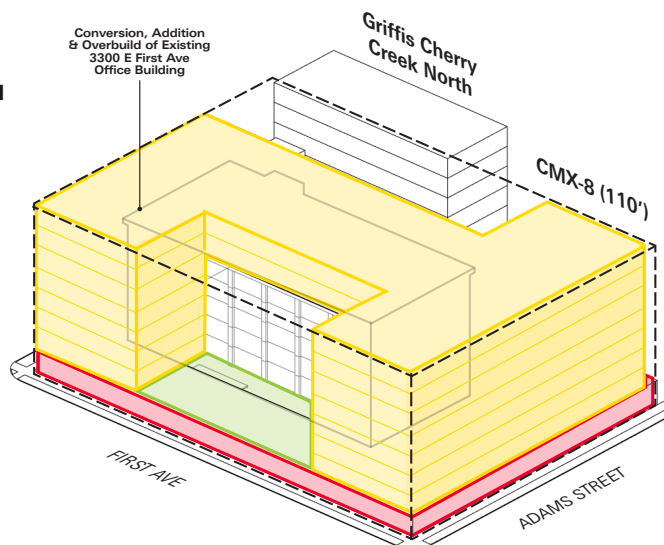 Conversion, Addition
& Overbuild of Existing
3300 E First Ave
Office Building
Griffis Cherry
Creek North
CMX-8 (110')
FIRST AVE
ADAMS STREET